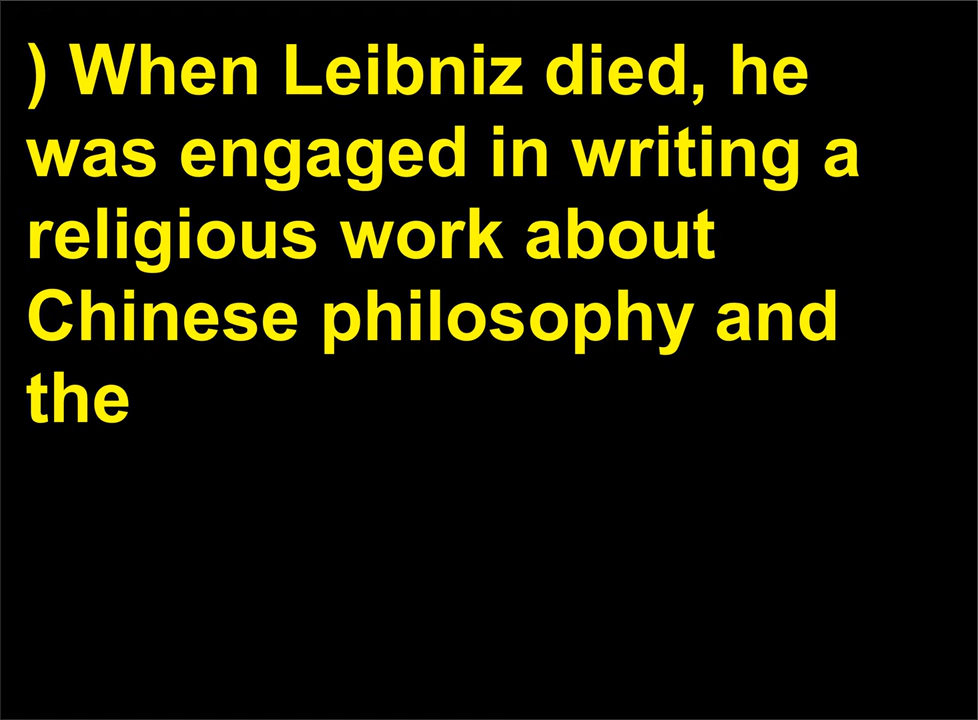 ) When Leibniz died, he
was engaged in writing a
religious work about
Chinese philosophy and
the